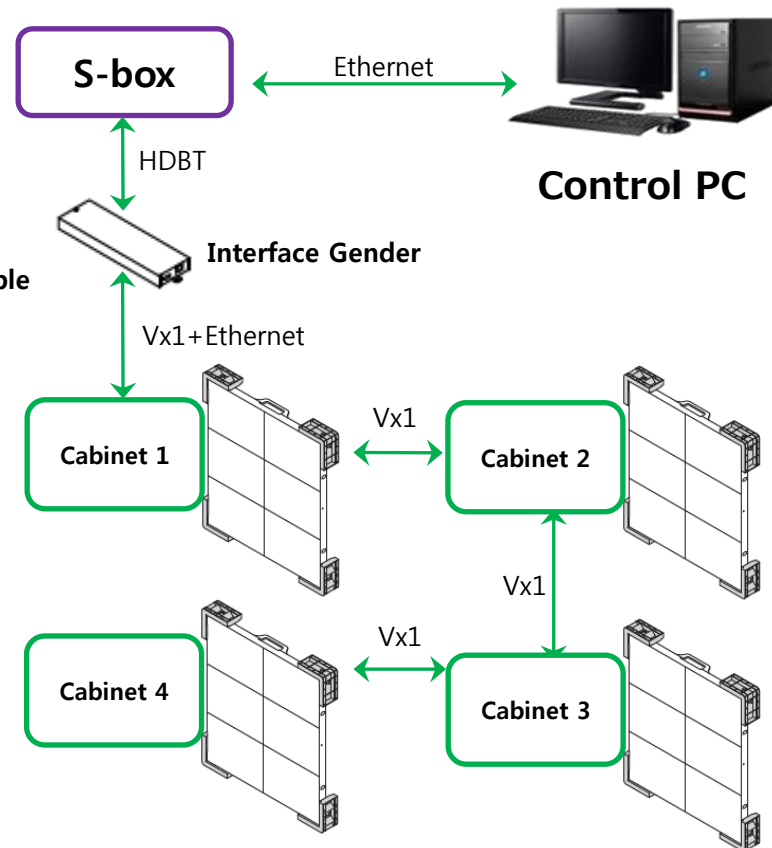 S-box
Ethernet
HDBT
Control PC
Interface Gender
Vx1+Ethernet
Cabinet 1
Vx1
Cabinet 2
Vx1
Cabinet 4
Vx1
Cabinet 3